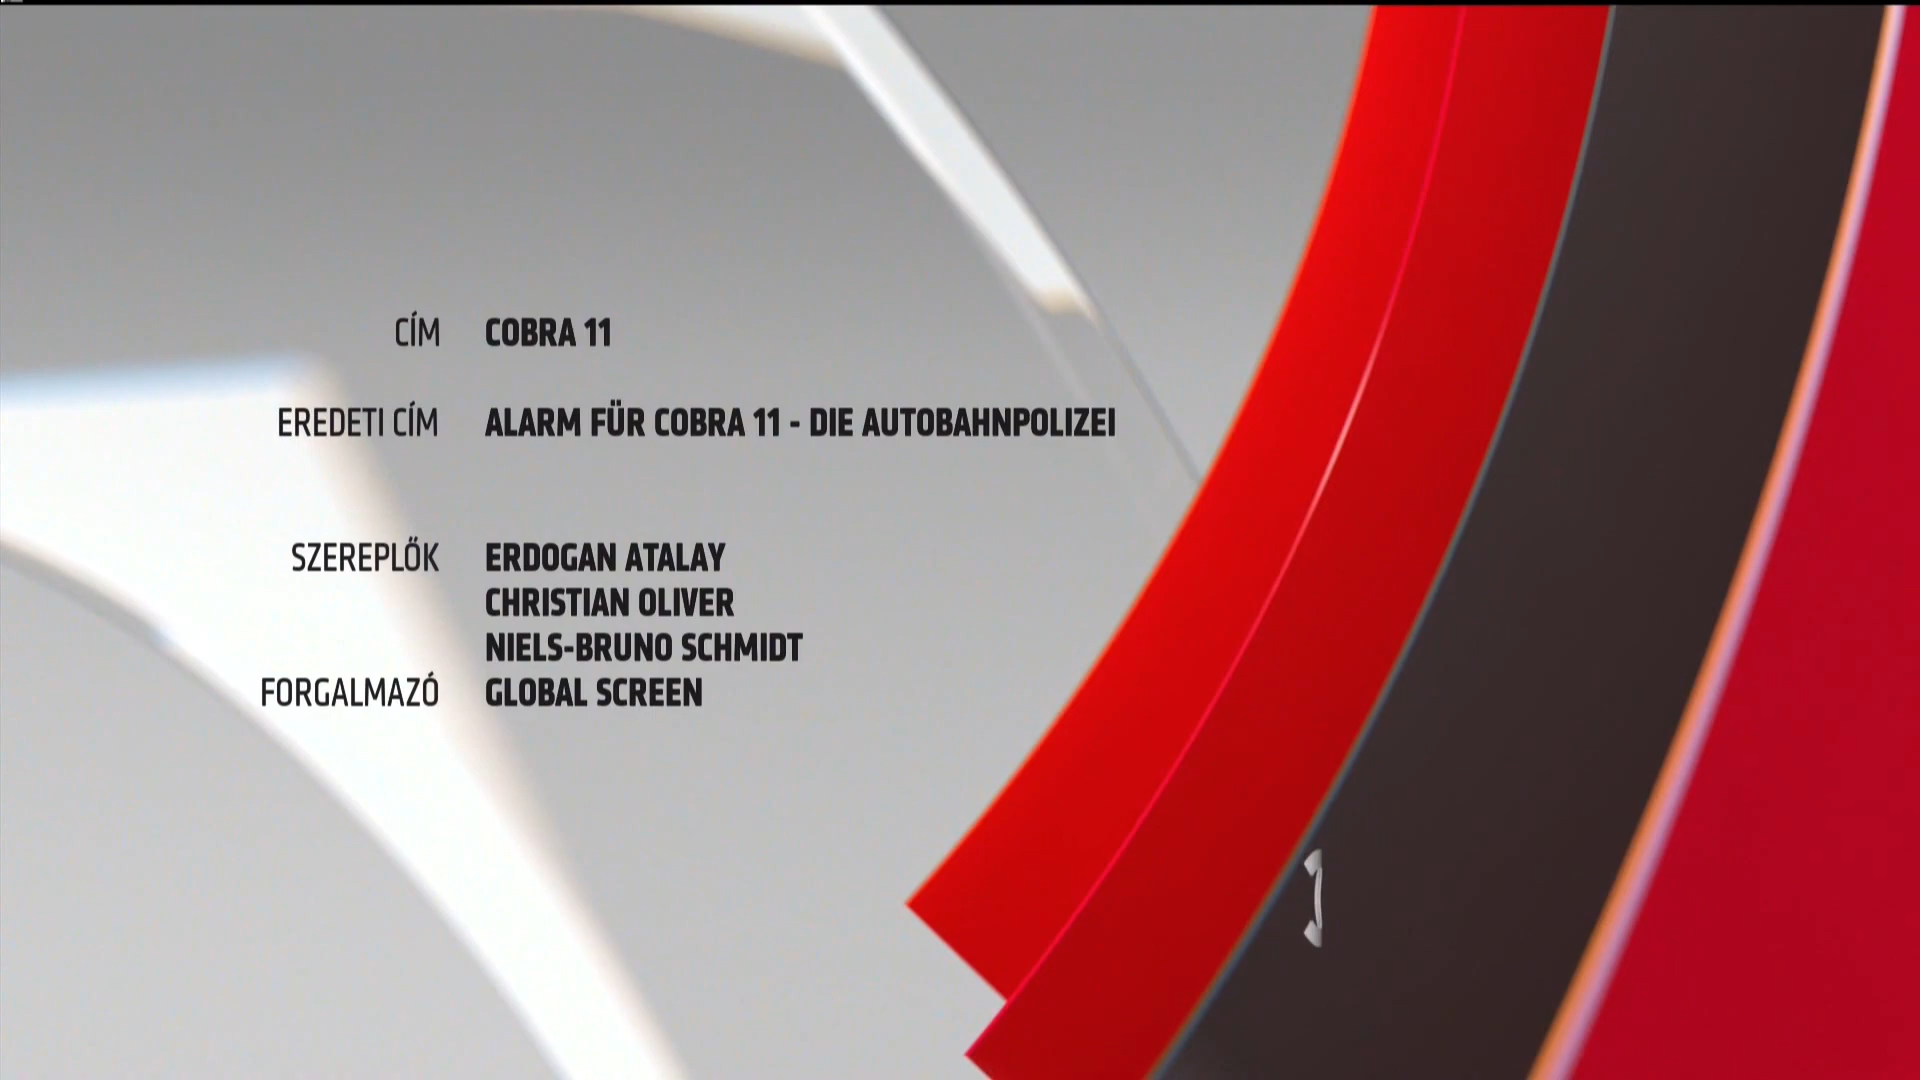 CÍM COBRA 11
EREDETI CÍM ALARM FÜR COBRA 11 - DIE AUTOBAHNPOLIZEI
SZEREPLŐK ERDOGAN ATALAY
CHRISTIAN OLIVER
NIELS-BRUNO SCHMIDT
FORGALMAZÓ GLOBAL SCREEN